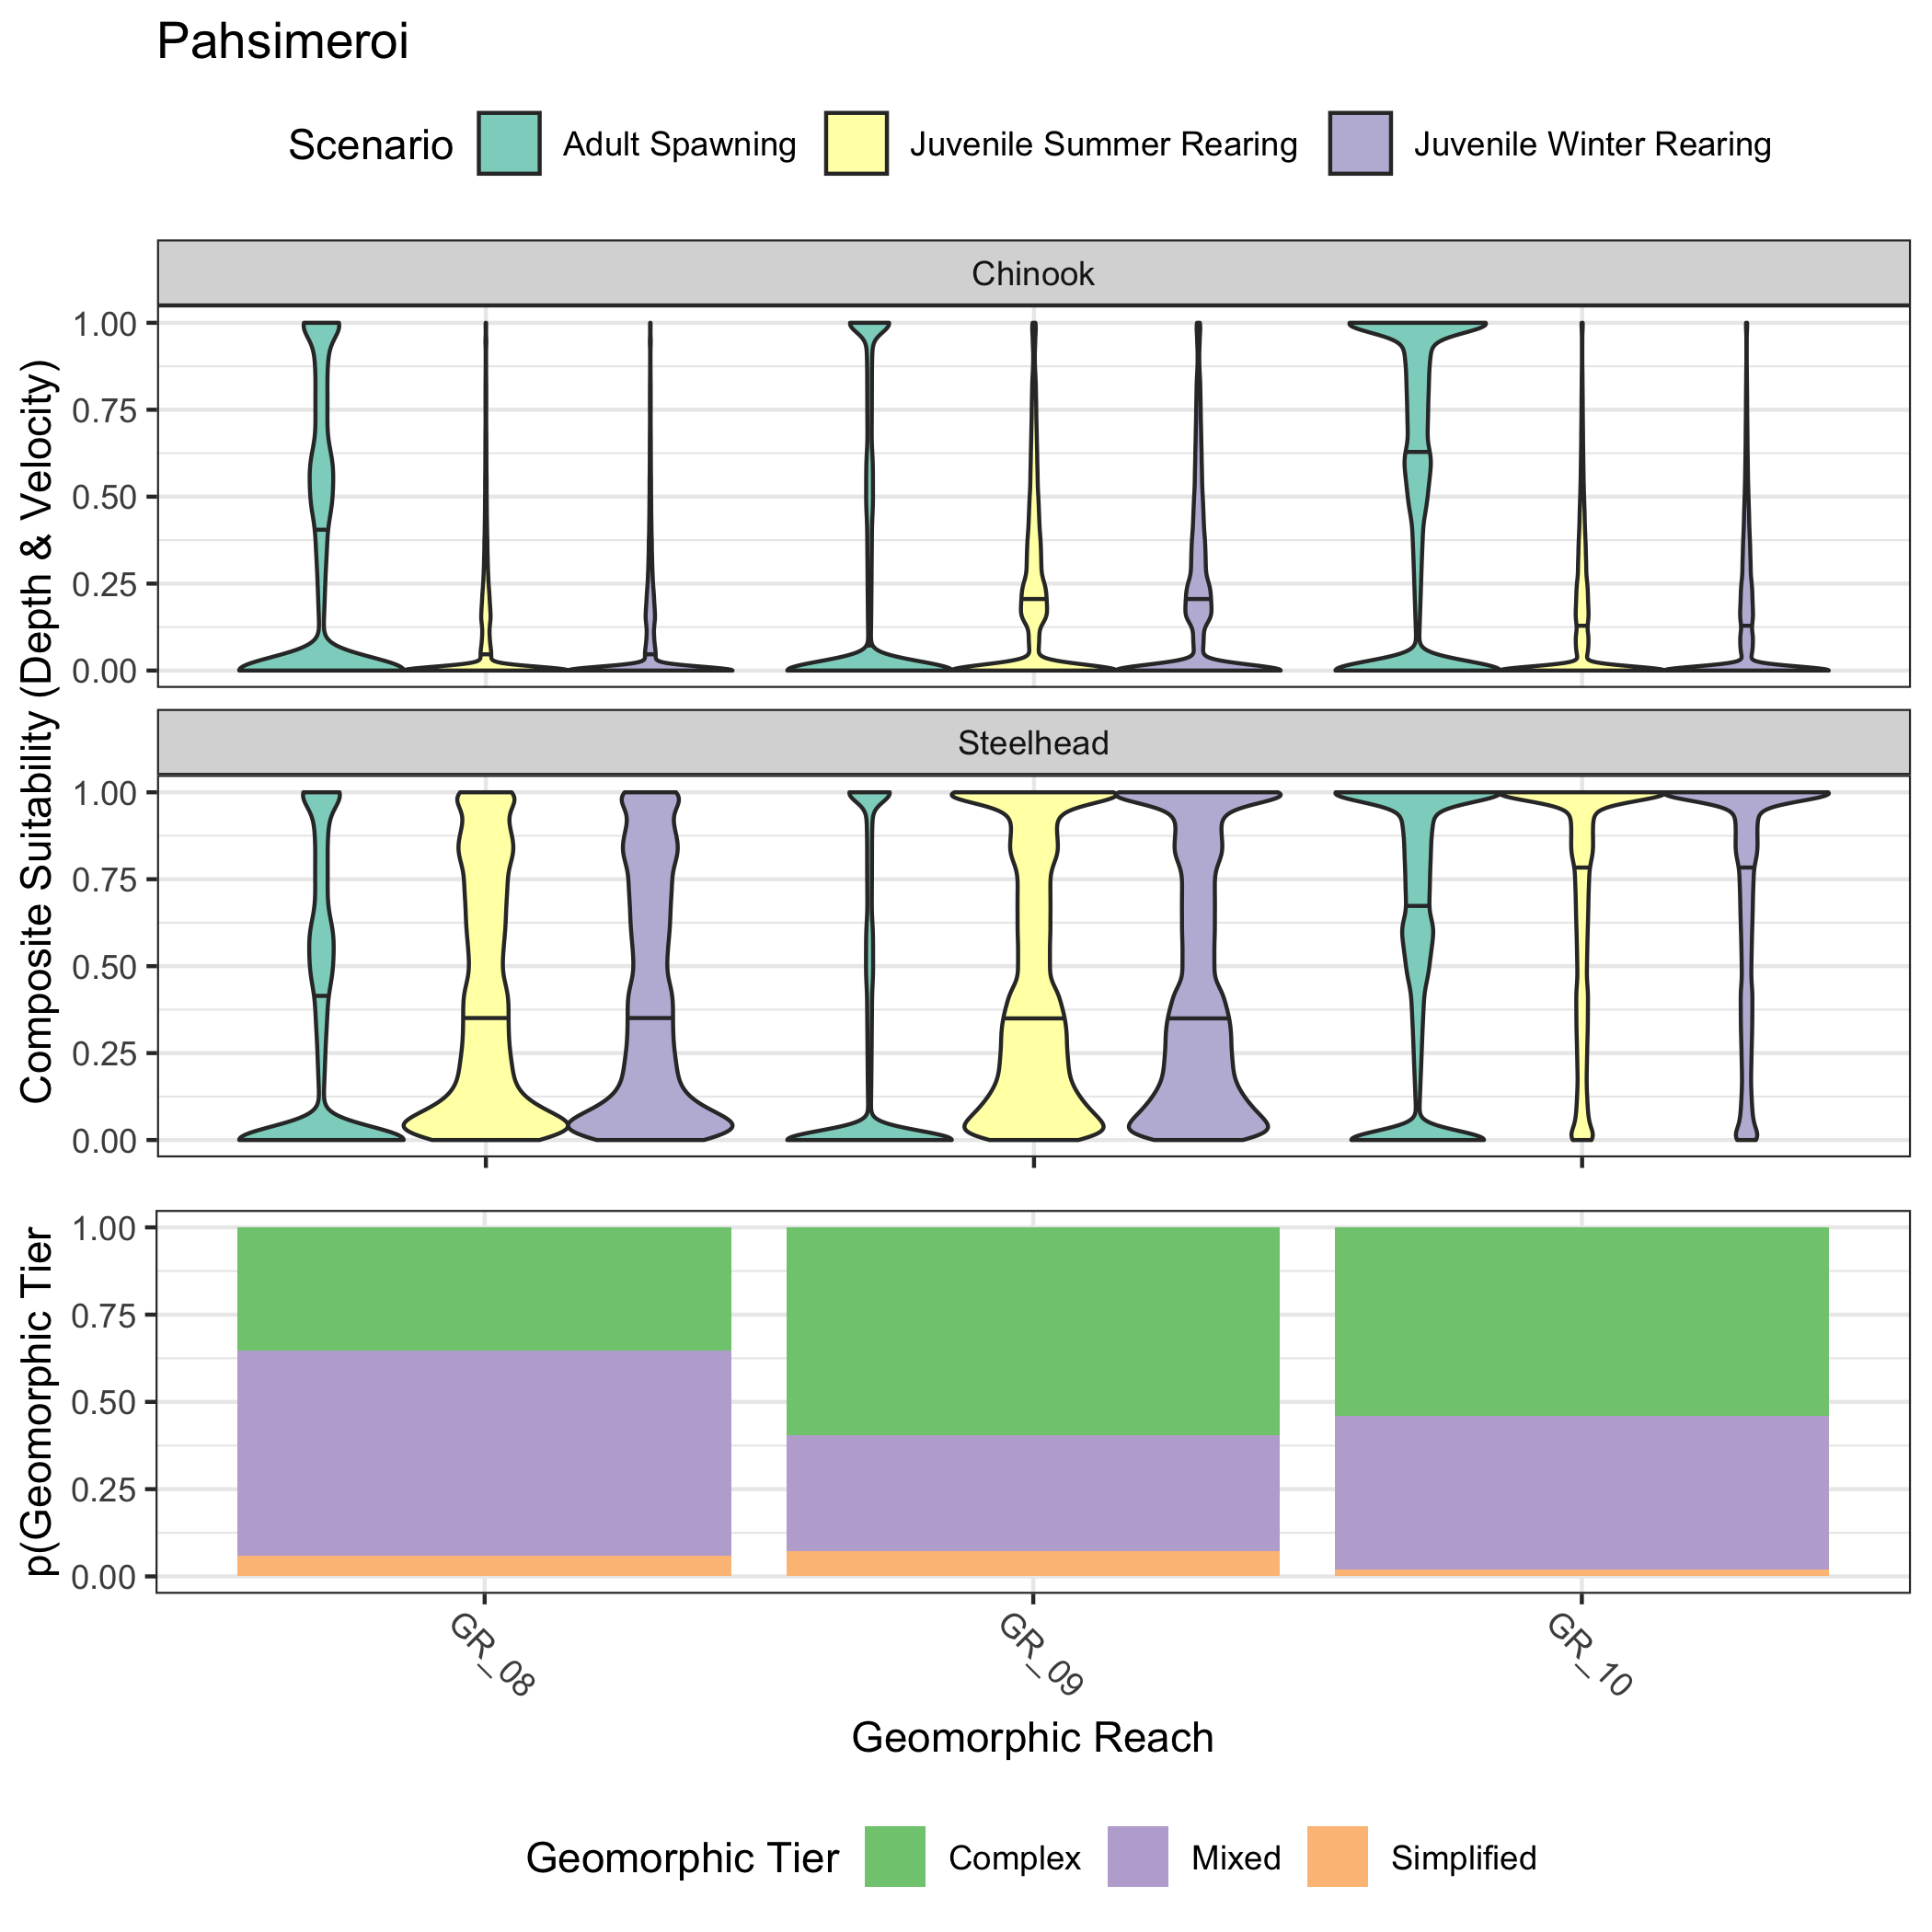 Pahsimeroi
Scenario Adult Spawning Juvenile Summer Rearing Juvenile Winter Rearing
Composite Suitability (Depth & Velocity)
Chinook
1.00
0.75
0.50
0.25
0.00
Steelhead
1.00
0.75
0.50
0.25
0.00
p(Geomorphic Tier
1.00
0.75
0.50
0.25
0.00
GR_08 GR_09 GR_10
Geomorphic Reach
Geomorphic Tier Complex Mixed Simplified